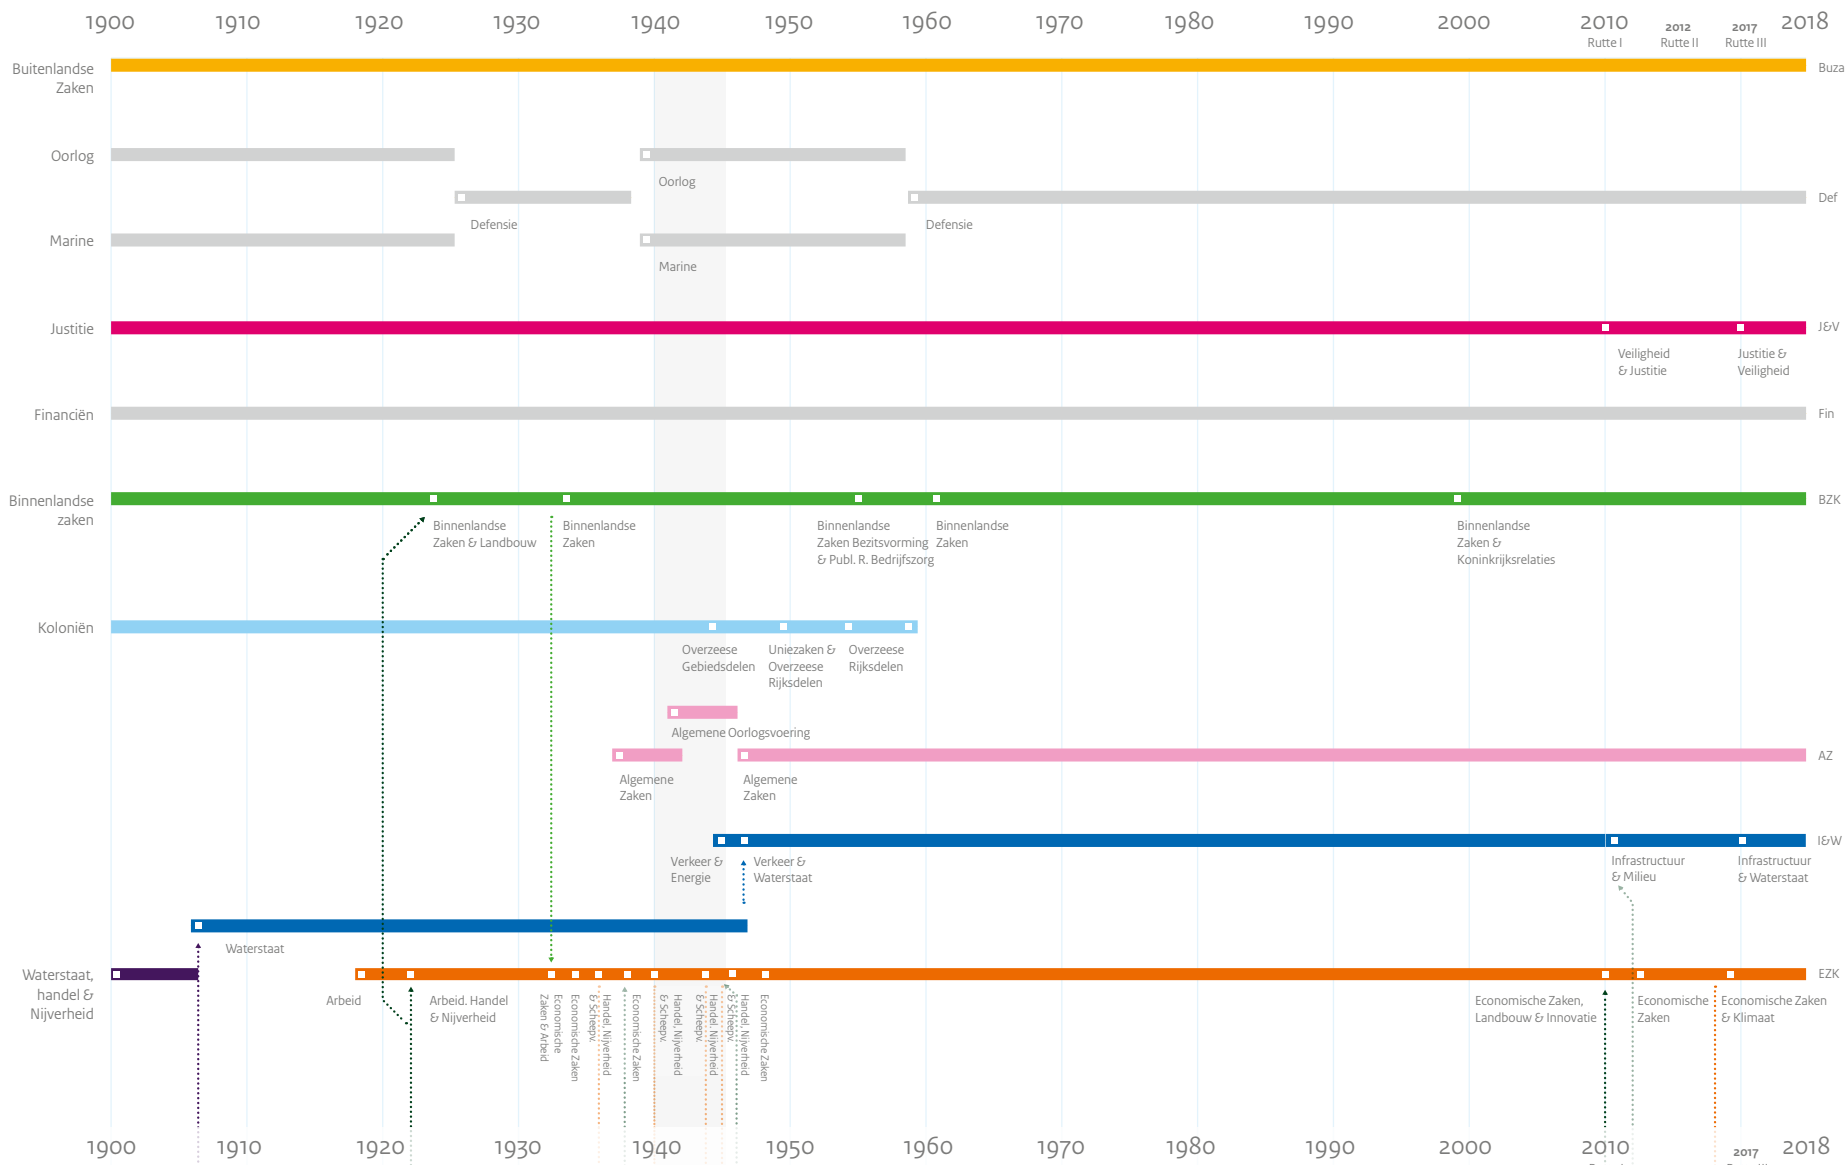 1900 1910 1920 1930 1940 1950 1960 1970 1980 1990 2000 2010 2012 2017 2018
Rutte I Rutte II Rutte III
Buitenlandse
Zaken
Buza
Oorlog
Oorlog
Def
Defensie
Defensie
Marine
Marine
Justitie
J&V
Veiligheid
& Justitie
Justitie &
Veiligheid
Financiën
Fin
Binnenlandse
zaken
BZK
Binnenlandse
Zaken & Landbouw
Binnenlandse
Zaken
Binnenlandse
Zaken Bezitsvorming
& Publ. R. Bedrijfszorg
Binnenlandse
Zaken
Binnenlandse
Zaken &
Koninkrijksrelaties
Koloniën
Overzeese
Gebiedsdelen
Uniezaken &
Overzeese
Rijksdelen
Overzeese
Rijksdelen
Algemene Oorlogsvoering
AZ
Algemene
Zaken
Algemene
Zaken
I&W
Verkeer &
Energie
Verkeer &
Waterstaat
Infrastructuur
& Milieu
Infrastructuur
& Waterstaat
Waterstaat
Waterstaat,
handel &
Nijverheid
EZK
Arbeid
Arbeid. Handel
& Nijverheid
Economische
Zaken & Arbeid
Economische Zaken
Handel, Nijverheid
& Scheepv.
Economische Zaken
Handel, Nijverheid
& Scheepv.
Handel. Nijverheid
& Scheepv.
Handel. Nijverheid
& Scheepv.
Economische Zaken
Economische Zaken,
Landbouw & Innovatie
Economische
Zaken
Economische Zaken
& Klimaat
1900 1910 1920 1930 1940 1950 1960 1970 1980 1990 2000 2010 2017 2018